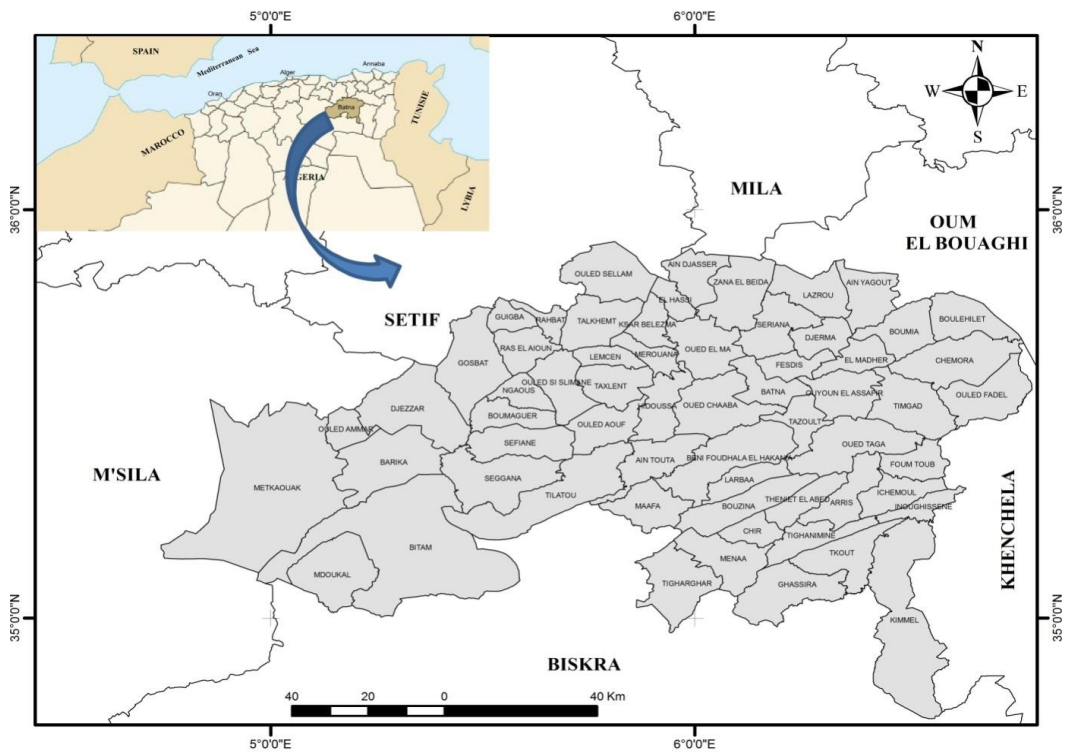 5°0'0"E
6°0'0"E
SPAIN
Mediterranean Sea
Alger
Annaba
Oran
Batna
TUNISIE
MAROCCO
ALGERIA
LYBIA
N
W
E
S
36°0'0"N
36°0'0"N
MILA
OUM
EL BOUAGHI
SETIF
M'SILA
KHENCHELA
BISKRA
OULED SELLAM
AIN DJASSER
ZANA EL BEIDA
LAZROU
AIN YAGOUT
EL HASSI
GUIGBA
RAHBAT
TALKHEMT
KSAR BELEZMA
SERIANA
DJERMA
BOUMIA
BOULEHILET
GOSBAT
RAS EL AIOUN
LEMCEN
MEROUANA
OUED EL MA
FESDIS
EL MADHER
CHEMORA
OULED SI SLIMANE
NGAOUS
TAXLENT
BATNA
OUYOUN EL ASSAFIR
OULED FADEL
DJEZZAR
BOUMAGUER
HIDOUSSA
OUED CHAABA
TIMGAD
OULED AMMAR
OULED AOUF
TAZOULT
SEFIANE
OUED TAGA
BARIKA
AIN TOUTA
BENI FOUDHALA EL HAKANIA
FOUM TOUB
METKAOUAK
SEGGANA
LARBAA
TILATOU
THENIET EL ABED
ARRIS
ICHEMOUL
MAAFA
BOUZINA
INOUGHISSENE
CHIR
TIGHANIMINE
BITAM
MENAA
TKOUT
MDOUKAL
TIGHARGHAR
GHASSIRA
KIMMEL
35°0'0"N
35°0'0"N
40 20 0 40 Km
5°0'0"E
6°0'0"E